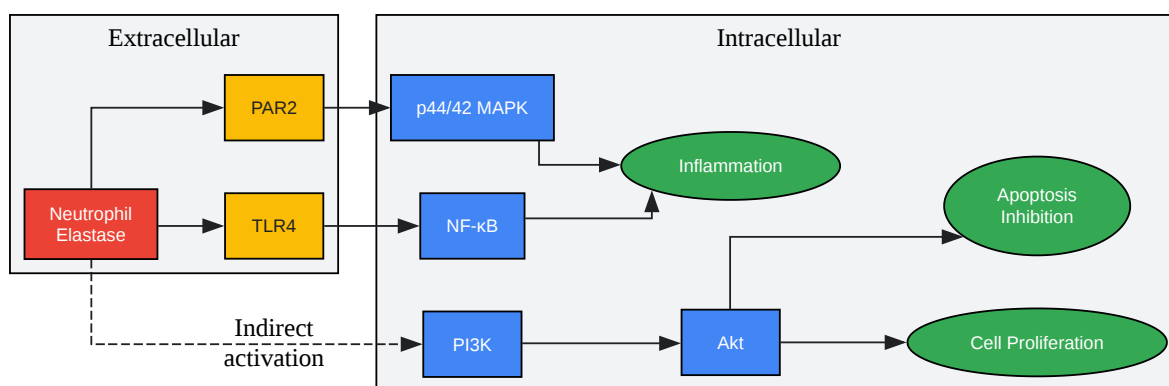 Extracellular
Intracellular
PAR2
p44/42 MAPK
Inflammation
Neutrophil
Elastase
TLR4
NF-κB
Apoptosis
Inhibition
Indirect
activation
PI3K
Akt
Cell Proliferation